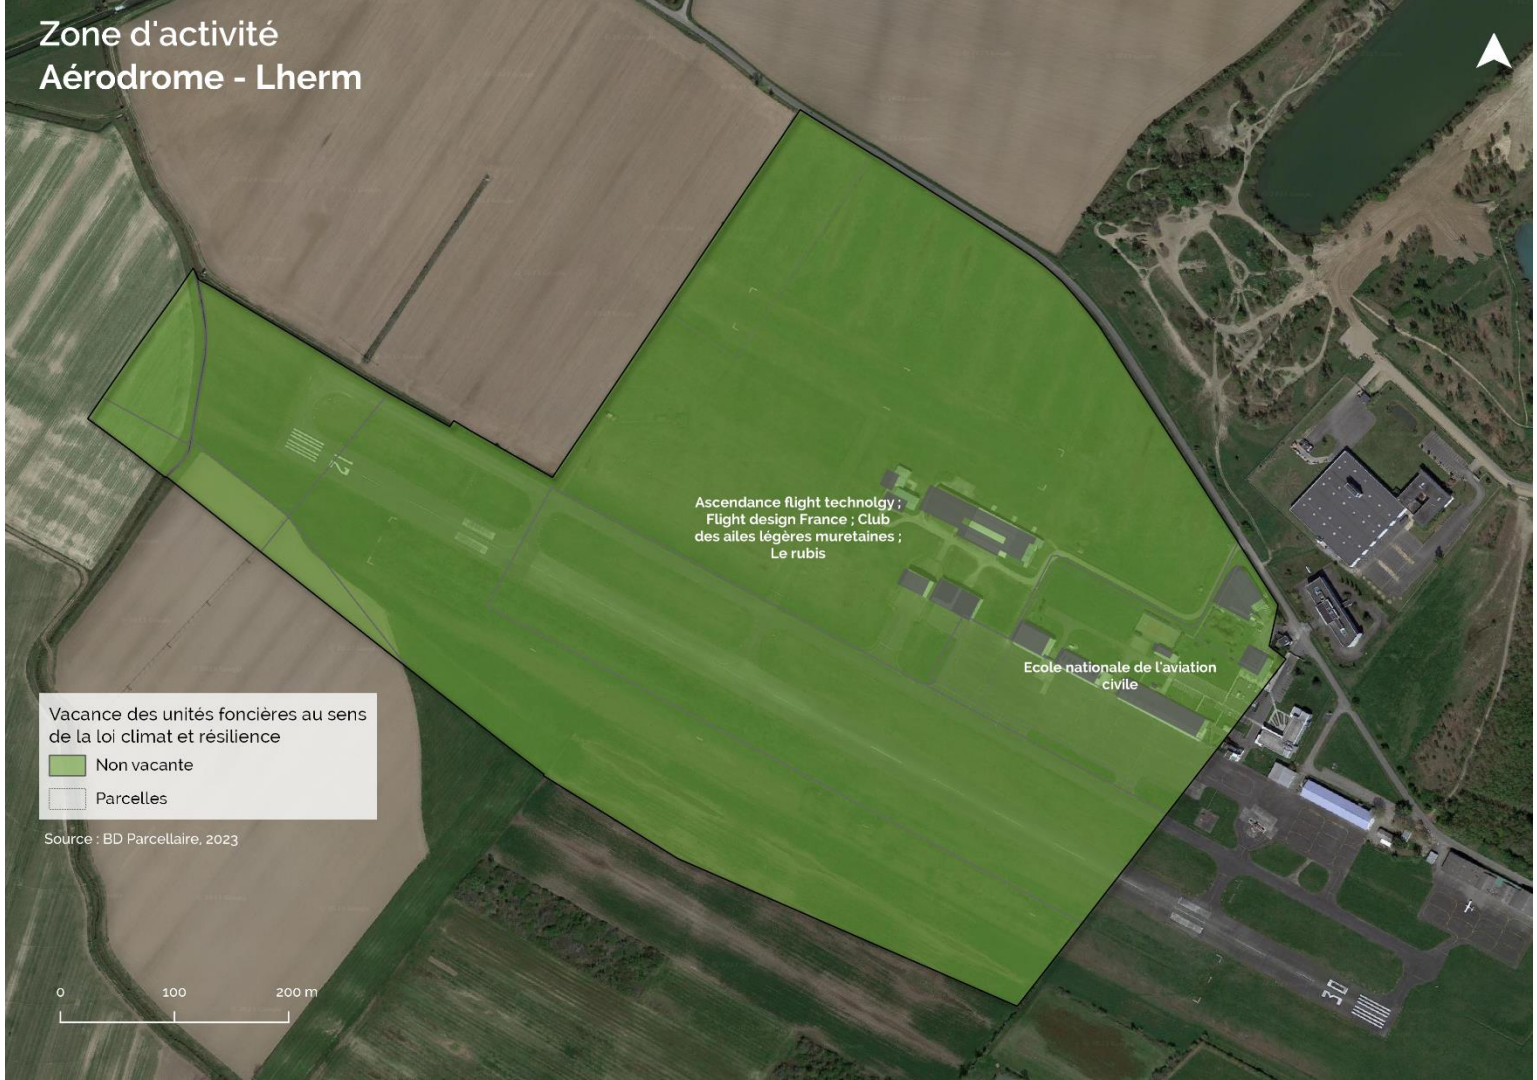 Zone d'activité
Aérodrome - Lherm
12
Ascendance flight technolgy ;
Flight design France ; Club
des ailes légères muretaines ;
Le rubis
Ecole nationale de l'aviation
civile
Vacance des unités foncières au sens
de la loi climat et résilience
Non vacante
Parcelles
Source : BD Parcellaire, 2023
0 100 200 m
30